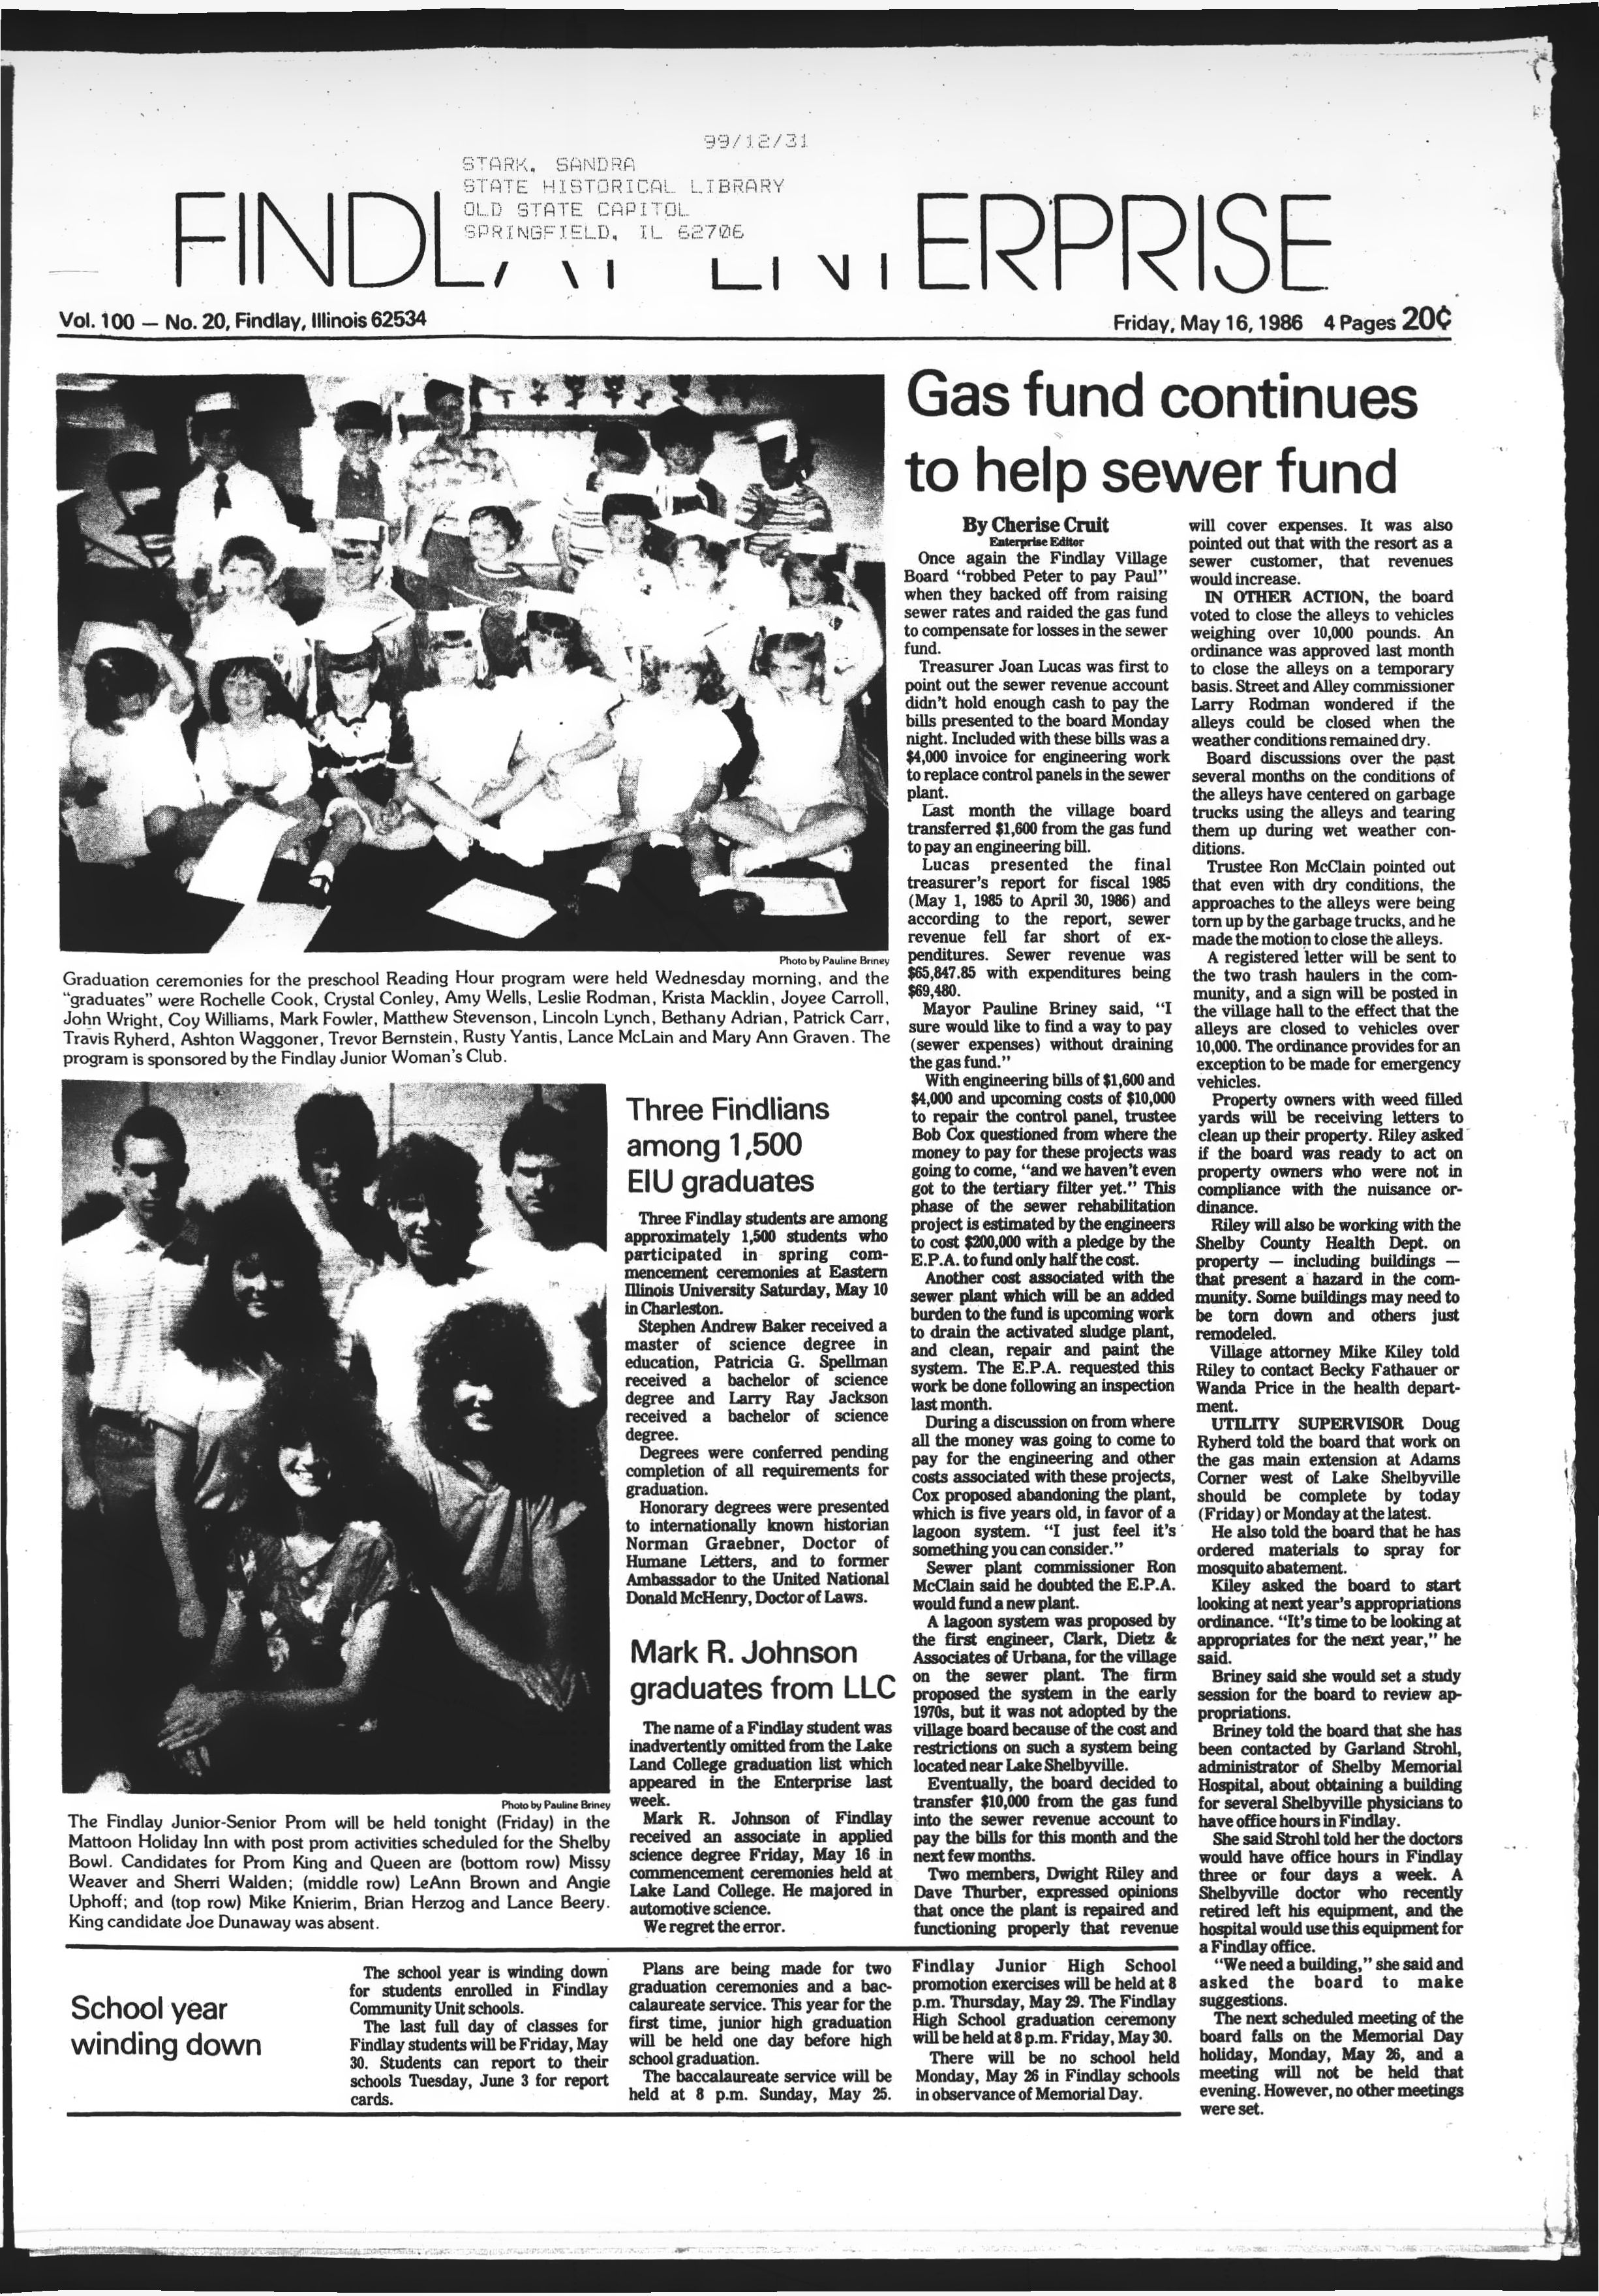 99/12/31
STARK, SANDRA
STATE HISTORICAL LIBRARY
OLD STATE CAPITOL
SPRINGFIELD, IL 62706
FINDLAY ENTERPRISE
Vol. 100 — No. 20, Findlay, Illinois 62534
Friday, May 16, 1986 4 Pages 20¢
Photo by Pauline Briney
Graduation ceremonies for the preschool Reading Hour program were held Wednesday morning, and the
"graduates" were Rochelle Cook, Crystal Conley, Amy Wells, Leslie Rodman, Krista Macklin, Joyee Carroll,
John Wright, Coy Williams, Mark Fowler, Matthew Stevenson, Lincoln Lynch, Bethany Adrian, Patrick Carr,
Travis Ryherd, Ashton Waggoner, Trevor Bernstein, Rusty Yantis, Lance McLain and Mary Ann Graven. The
program is sponsored by the Findlay Junior Woman's Club.
Photo by Pauline Briney
The Findlay Junior-Senior Prom will be held tonight (Friday) in the
Mattoon Holiday Inn with post prom activities scheduled for the Shelby
Bowl. Candidates for Prom King and Queen are (bottom row) Missy
Weaver and Sherri Walden; (middle row) LeAnn Brown and Angie
Uphoff; and (top row) Mike Knierim, Brian Herzog and Lance Beery.
King candidate Joe Dunaway was absent.
Three Findlians
among 1,500
EIU graduates
Three Findlay students are among
approximately 1,500 students who
participated in spring com-
mencement ceremonies at Eastern
Illinois University Saturday, May 10
in Charleston.
Stephen Andrew Baker received a
master of science degree in
education, Patricia G. Spellman
received a bachelor of science
degree and Larry Ray Jackson
received a bachelor of science
degree.
Degrees were conferred pending
completion of all requirements for
graduation.
Honorary degrees were presented
to internationally known historian
Norman Graebner, Doctor of
Humane Letters, and to former
Ambassador to the United National
Donald McHenry, Doctor of Laws.
Mark R. Johnson
graduates from LLC
The name of a Findlay student was
inadvertently omitted from the Lake
Land College graduation list which
appeared in the Enterprise last
week.
Mark R. Johnson of Findlay
received an associate in applied
science degree Friday, May 16 in
commencement ceremonies held at
Lake Land College. He majored in
automotive science.
We regret the error.
Gas fund continues
to help sewer fund
By Cherise Cruit
Enterprise Editor
Once again the Findlay Village
Board "robbed Peter to pay Paul"
when they backed off from raising
sewer rates and raided the gas fund
to compensate for losses in the sewer
fund.
Treasurer Joan Lucas was first to
point out the sewer revenue account
didn't hold enough cash to pay the
bills presented to the board Monday
night. Included with these bills was a
$4,000 invoice for engineering work
to replace control panels in the sewer
plant.
Last month the village board
transferred $1,600 from the gas fund
to pay an engineering bill.
Lucas presented the final
treasurer's report for fiscal 1985
(May 1, 1985 to April 30, 1986) and
according to the report, sewer
revenue fell far short of ex-
penditures. Sewer revenue was
$65,847.85 with expenditures being
$69,480.
Mayor Pauline Briney said, "I
sure would like to find a way to pay
(sewer expenses) without draining
the gas fund."
With engineering bills of $1,600 and
$4,000 and upcoming costs of $10,000
to repair the control panel, trustee
Bob Cox questioned from where the
money to pay for these projects was
going to come, "and we haven't even
got to the tertiary filter yet." This
phase of the sewer rehabilitation
project is estimated by the engineers
to cost $200,000 with a pledge by the
E.P.A. to fund only half the cost.
Another cost associated with the
sewer plant which will be an added
burden to the fund is upcoming work
to drain the activated sludge plant,
and clean, repair and paint the
system. The E.P.A. requested this
work be done following an inspection
last month.
During a discussion on from where
all the money was going to come to
pay for the engineering and other
costs associated with these projects,
Cox proposed abandoning the plant,
which is five years old, in favor of a
lagoon system. "I just feel it's
something you can consider."
Sewer plant commissioner Ron
McClain said he doubted the E.P.A.
would fund a new plant.
A lagoon system was proposed by
the first engineer, Clark, Dietz &
Associates of Urbana, for the village
on the sewer plant. The firm
proposed the system in the early
1970s, but it was not adopted by the
village board because of the cost and
restrictions on such a system being
located near Lake Shelbyville.
Eventually, the board decided to
transfer $10,000 from the gas fund
into the sewer revenue account to
pay the bills for this month and the
next few months.
Two members, Dwight Riley and
Dave Thurber, expressed opinions
that once the plant is repaired and
functioning properly that revenue
will cover expenses. It was also
pointed out that with the resort as a
sewer customer, that revenues
would increase.
IN OTHER ACTION, the board
voted to close the alleys to vehicles
weighing over 10,000 pounds. An
ordinance was approved last month
to close the alleys on a temporary
basis. Street and Alley commissioner
Larry Rodman wondered if the
alleys could be closed when the
weather conditions remained dry.
Board discussions over the past
several months on the conditions of
the alleys have centered on garbage
trucks using the alleys and tearing
them up during wet weather con-
ditions.
Trustee Ron McClain pointed out
that even with dry conditions, the
approaches to the alleys were being
torn up by the garbage trucks, and he
made the motion to close the alleys.
A registered letter will be sent to
the two trash haulers in the com-
munity, and a sign will be posted in
the village hall to the effect that the
alleys are closed to vehicles over
10,000. The ordinance provides for an
exception to be made for emergency
vehicles.
Property owners with weed filled
yards will be receiving letters to
clean up their property. Riley asked
if the board was ready to act on
property owners who were not in
compliance with the nuisance or-
dinance.
Riley will also be working with the
Shelby County Health Dept. on
property — including buildings —
that present a hazard in the com-
munity. Some buildings may need to
be torn down and others just
remodeled.
Village attorney Mike Kiley told
Riley to contact Becky Fathauer or
Wanda Price in the health depart-
ment.
UTILITY SUPERVISOR Doug
Ryherd told the board that work on
the gas main extension at Adams
Corner west of Lake Shelbyville
should be complete by today
(Friday) or Monday at the latest.
He also told the board that he has
ordered materials to spray for
mosquito abatement.
Kiley asked the board to start
looking at next year's appropriations
ordinance. "It's time to be looking at
appropriates for the next year," he
said.
Briney said she would set a study
session for the board to review ap-
propriations.
Briney told the board that she has
been contacted by Garland Strohl,
administrator of Shelby Memorial
Hospital, about obtaining a building
for several Shelbyville physicians to
have office hours in Findlay.
She said Strohl told her the doctors
would have office hours in Findlay
three or four days a week. A
Shelbyville doctor who recently
retired left his equipment, and the
hospital would use this equipment for
a Findlay office.
"We need a building," she said and
asked the board to make
suggestions.
The next scheduled meeting of the
board falls on the Memorial Day
holiday, Monday, May 26, and a
meeting will not be held that
evening. However, no other meetings
were set.
School year
winding down
The school year is winding down
for students enrolled in Findlay
Community Unit schools.
The last full day of classes for
Findlay students will be Friday, May
30. Students can report to their
schools Tuesday, June 3 for report
cards.
Plans are being made for two
graduation ceremonies and a bac-
calaureate service. This year for the
first time, junior high graduation
will be held one day before high
school graduation.
The baccalaureate service will be
held at 8 p.m. Sunday, May 25.
Findlay Junior High School
promotion exercises will be held at 8
p.m. Thursday, May 29. The Findlay
High School graduation ceremony
will be held at 8 p.m. Friday, May 30.
There will be no school held
Monday, May 26 in Findlay schools
in observance of Memorial Day.